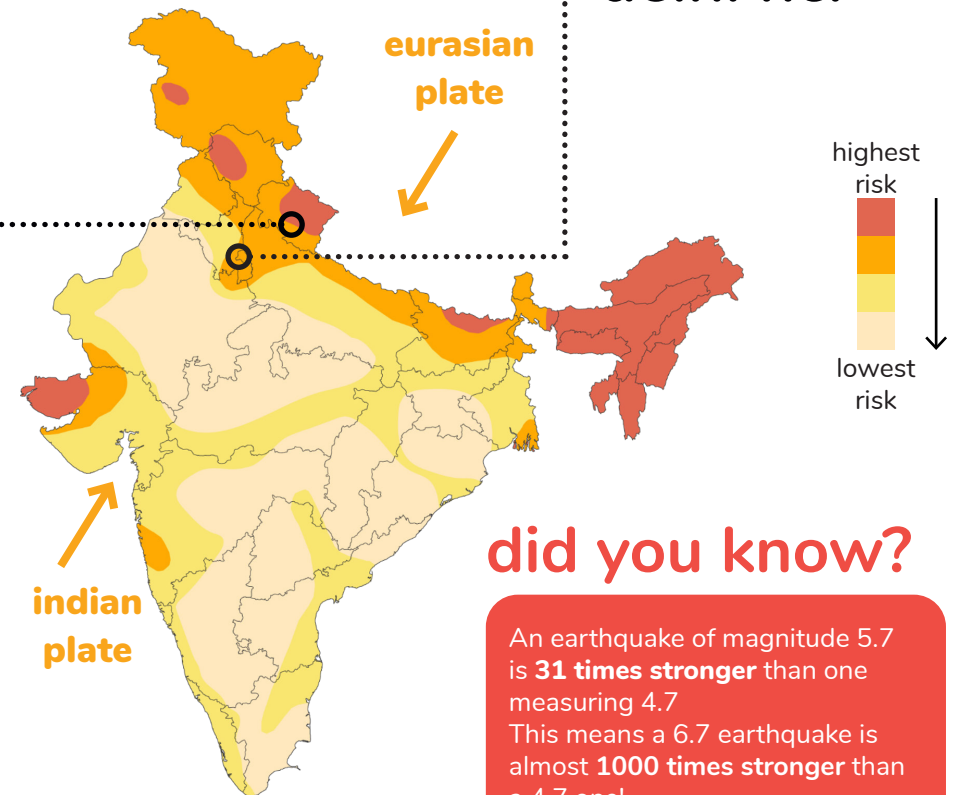 eurasian
plate
highest
risk
lowest
risk
indian
plate
did you know?
An earthquake of magnitude 5.7
is 31 times stronger than one
measuring 4.7
This means a 6.7 earthquake is
almost 1000 times stronger than